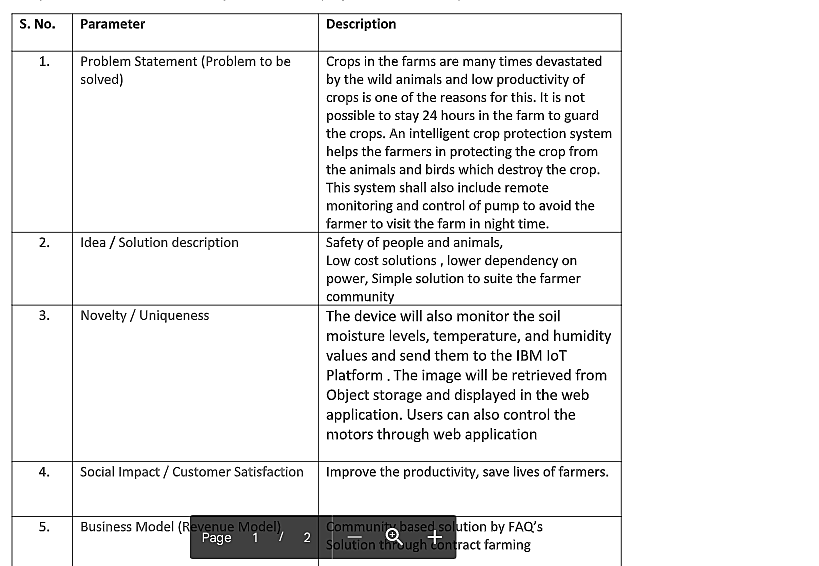 S. No. Parameter Description
1. Problem Statement (Problem to be solved) Crops in the farms are many times devastated
by the wild animals and low productivity of
crops is one of the reasons for this. It is not
possible to stay 24 hours in the farm to guard
the crops. An intelligent crop protection system
helps the farmers in protecting the crop from
the animals and birds which destroy the crop.
This system shall also include remote
monitoring and control of pump to avoid the
farmer to visit the farm in night time.
2. Idea / Solution description Safety of people and animals,
Low cost solutions , lower dependency on
power, Simple solution to suite the farmer
community
3. Novelty / Uniqueness The device will also monitor the soil
moisture levels, temperature, and humidity
values and send them to the IBM IoT
Platform . The image will be retrieved from
Object storage and displayed in the web
application. Users can also control the
motors through web application
4. Social Impact / Customer Satisfaction Improve the productivity, save lives of farmers.
5. Business Model (Revenue Model) Community based solution by FAQ's
Solution through contract farming
Page 1 / 2